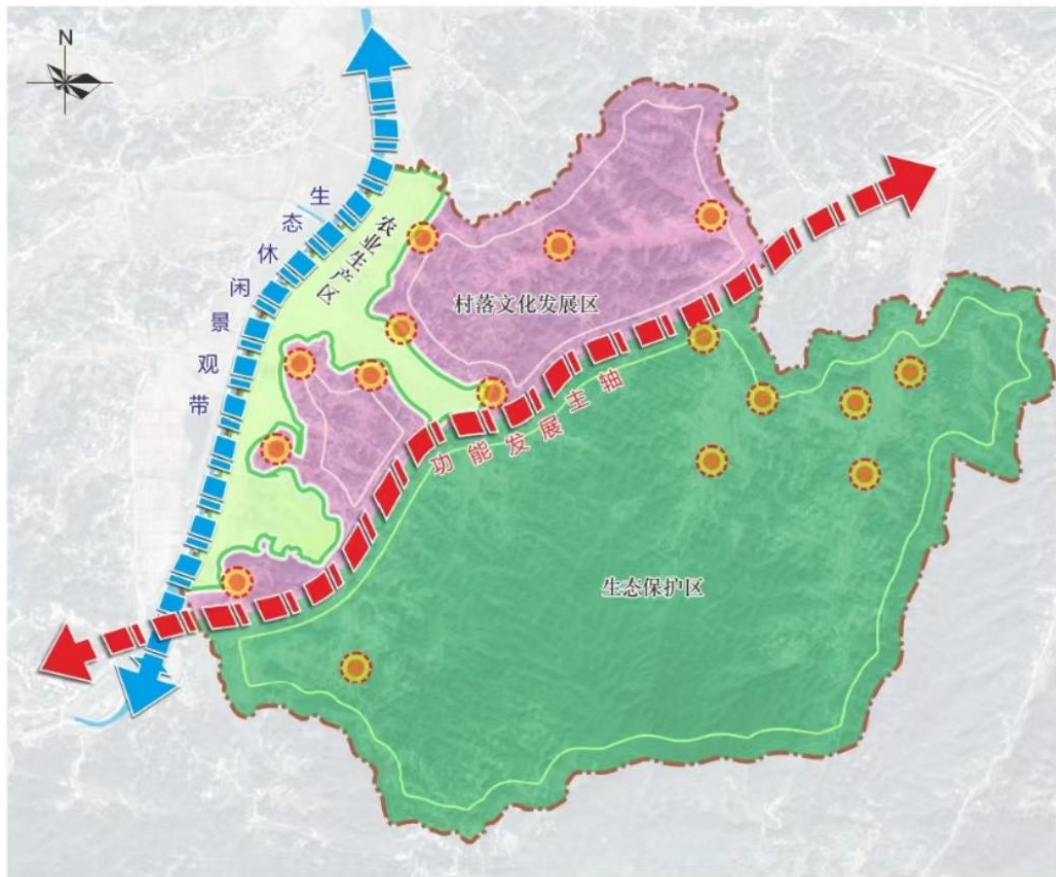 N
生态休闲景观带
农业生产区
村落文化发展区
功能发展主轴
生态保护区